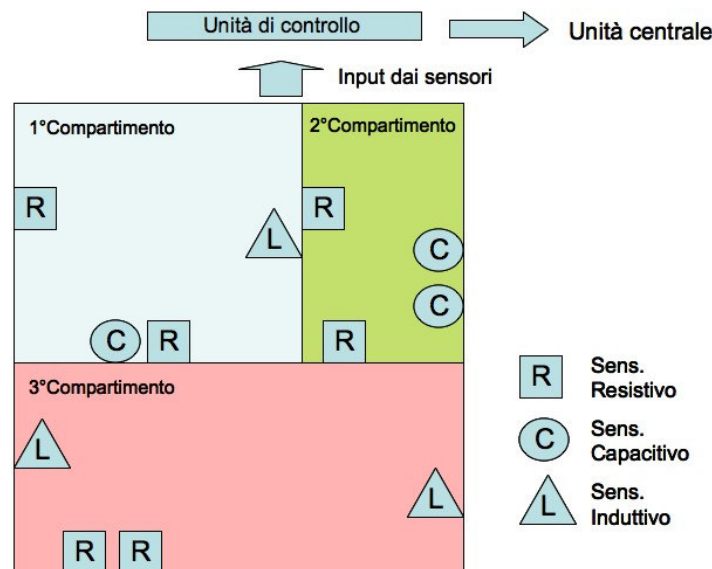 Unità di controllo
Unità centrale
Input dai sensori
1°Compartimento
2°Compartimento
R
R
L
C
C
C
R
R
3°Compartimento
L
L
R
R
R
Sens.
Resistivo
C
Sens.
Capacitivo
L
Sens.
Induttivo